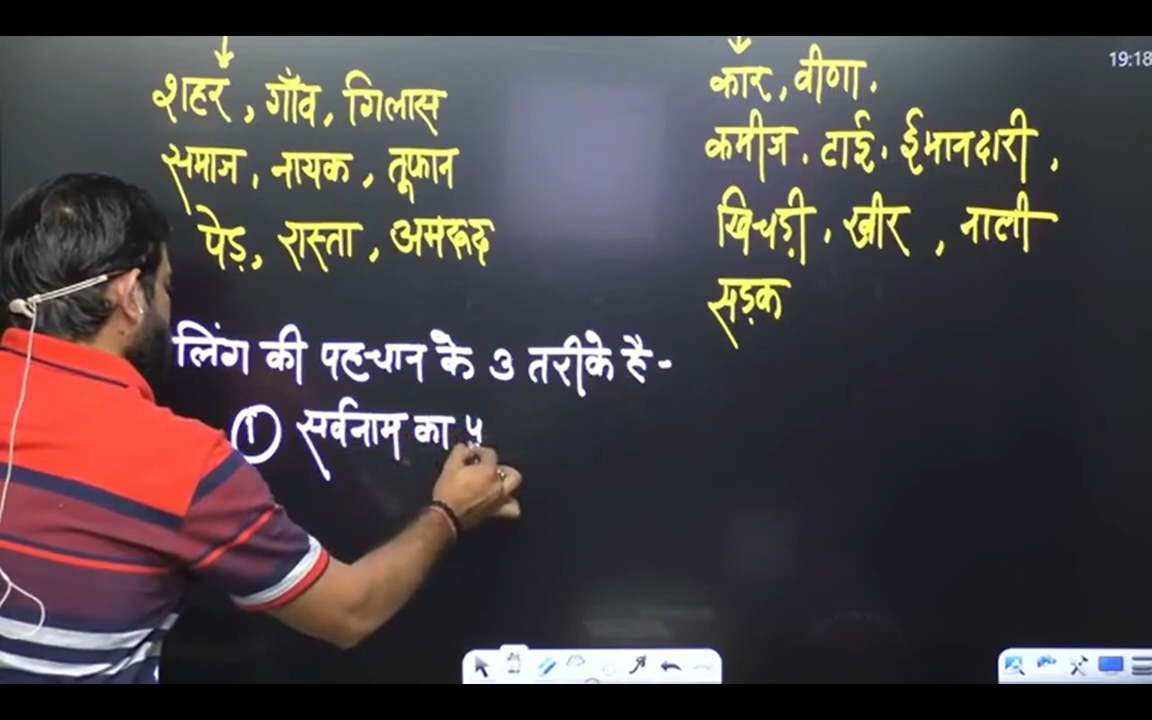 शहर, गाँव, गिलास
समाज, नायक, तूफान
पेड़, रास्ता, अमरूद
कार, वीणा.
कमीज, टाई, ईमानदारी,
खिचड़ी, खीर, नाली
सड़क
19:18
लिंग की पहचान के 3 तरीके है-
① सर्वनाम का